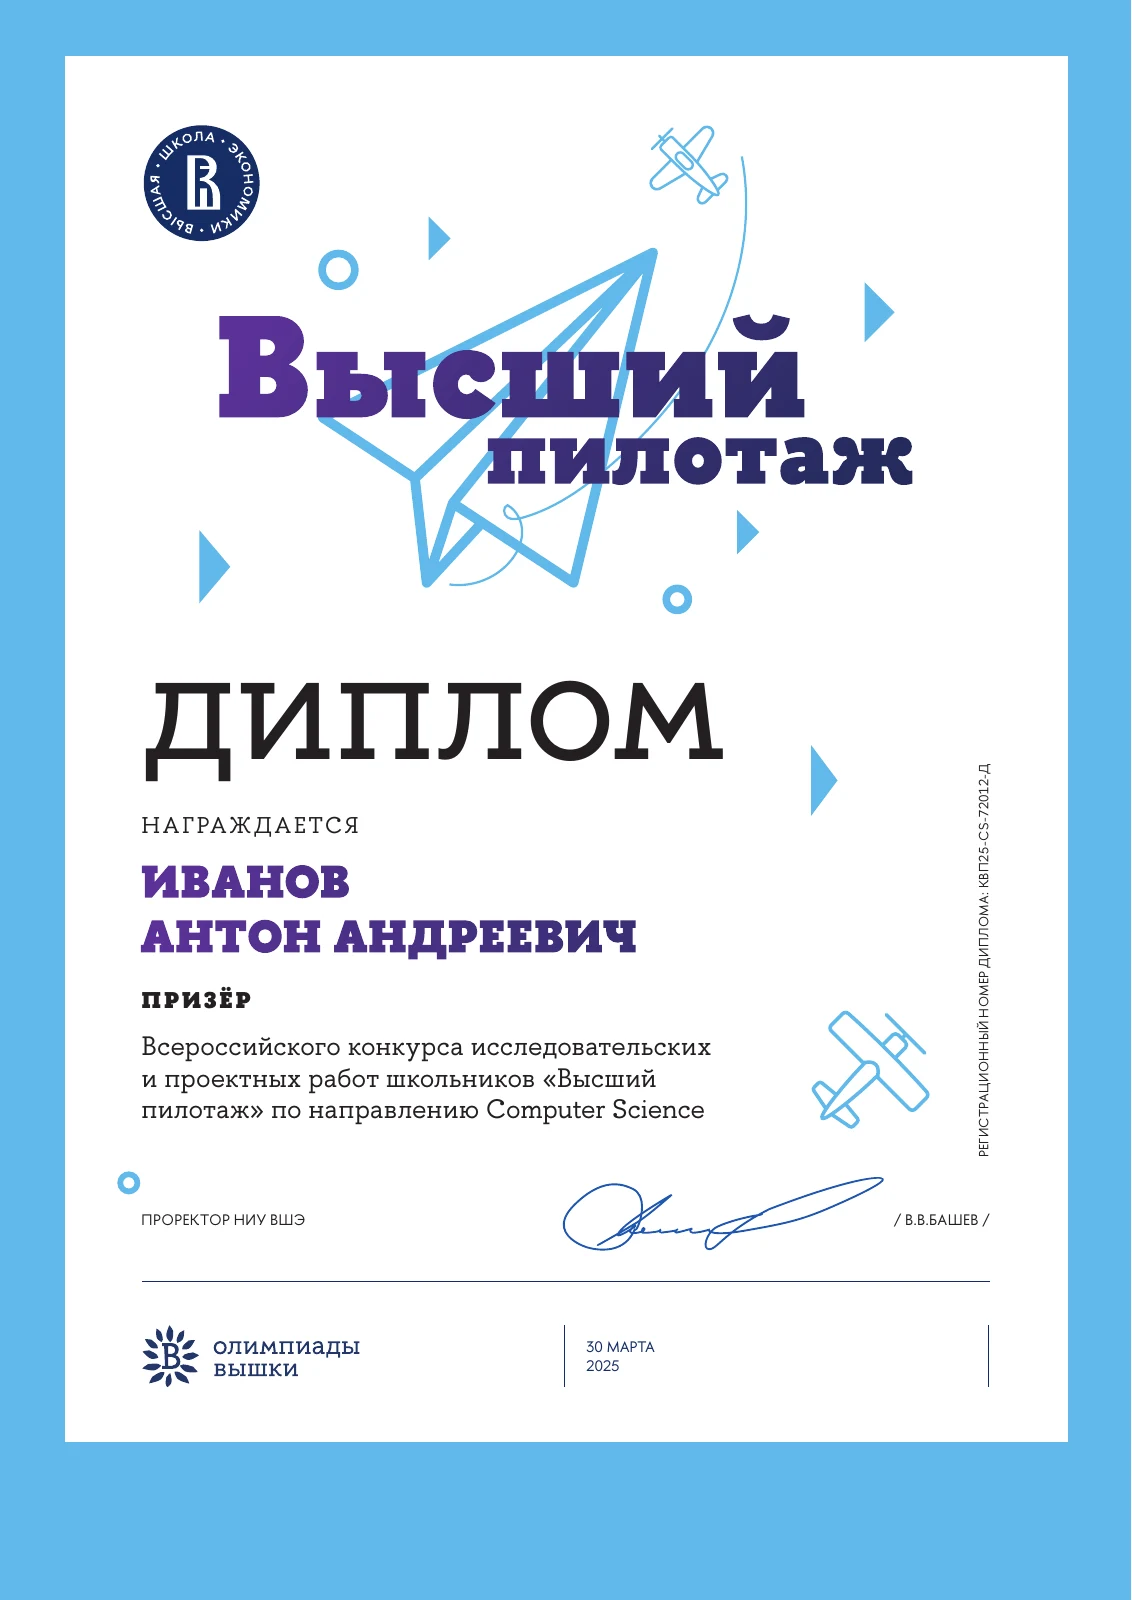 ВЫСШАЯ • ШКОЛА • ЭКОНОМИКИ •
Высший
пилотаж
ДИПЛОМ
НАГРАЖДАЕТСЯ
ИВАНОВ
АНТОН АНДРЕЕВИЧ
ПРИЗЁР
Всероссийского конкурса исследовательских
и проектных работ школьников «Высший
пилотаж» по направлению Computer Science
РЕГИСТРАЦИОННЫЙ НОМЕР ДИПЛОМА: КВП25-CS-72012-Д
ПРОРЕКТОР НИУ ВШЭ
/ В.В.БАШЕВ /
В
олимпиады
вышки
30 МАРТА
2025